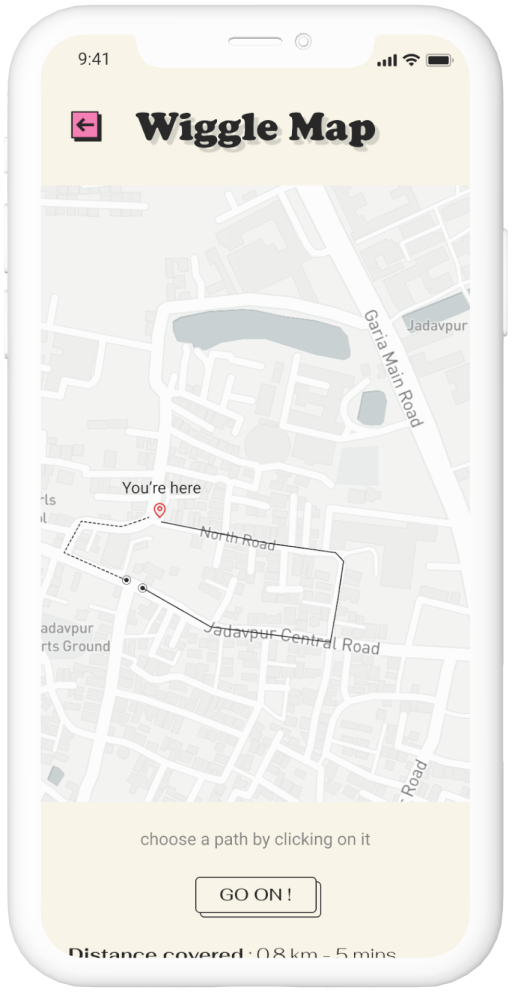 9:41
Wiggle Map
Garia Main Road
Jadavpur
You're here
rls
ol
North Road
adavpur
rts Ground
Jadavpur Central Road
s Road
choose a path by clicking on it
GO ON !
Distance covered : 0.8 km - 5 mins